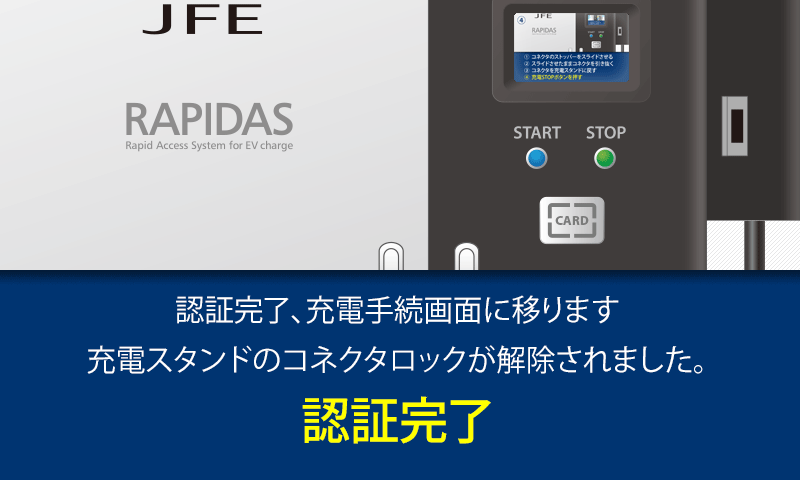 JFE
RAPIDAS
Rapid Access System for EV charge
④
JFE
RAPIDAS
① コネクタのストッパーをスライドさせる
② スライドさせたままコネクタを引き抜く
③ コネクタを充電スタンドに戻す
④ 充電STOPボタンを押す
START STOP
CARD
認証完了、充電手続画面に移ります
充電スタンドのコネクタロックが解除されました。
認証完了